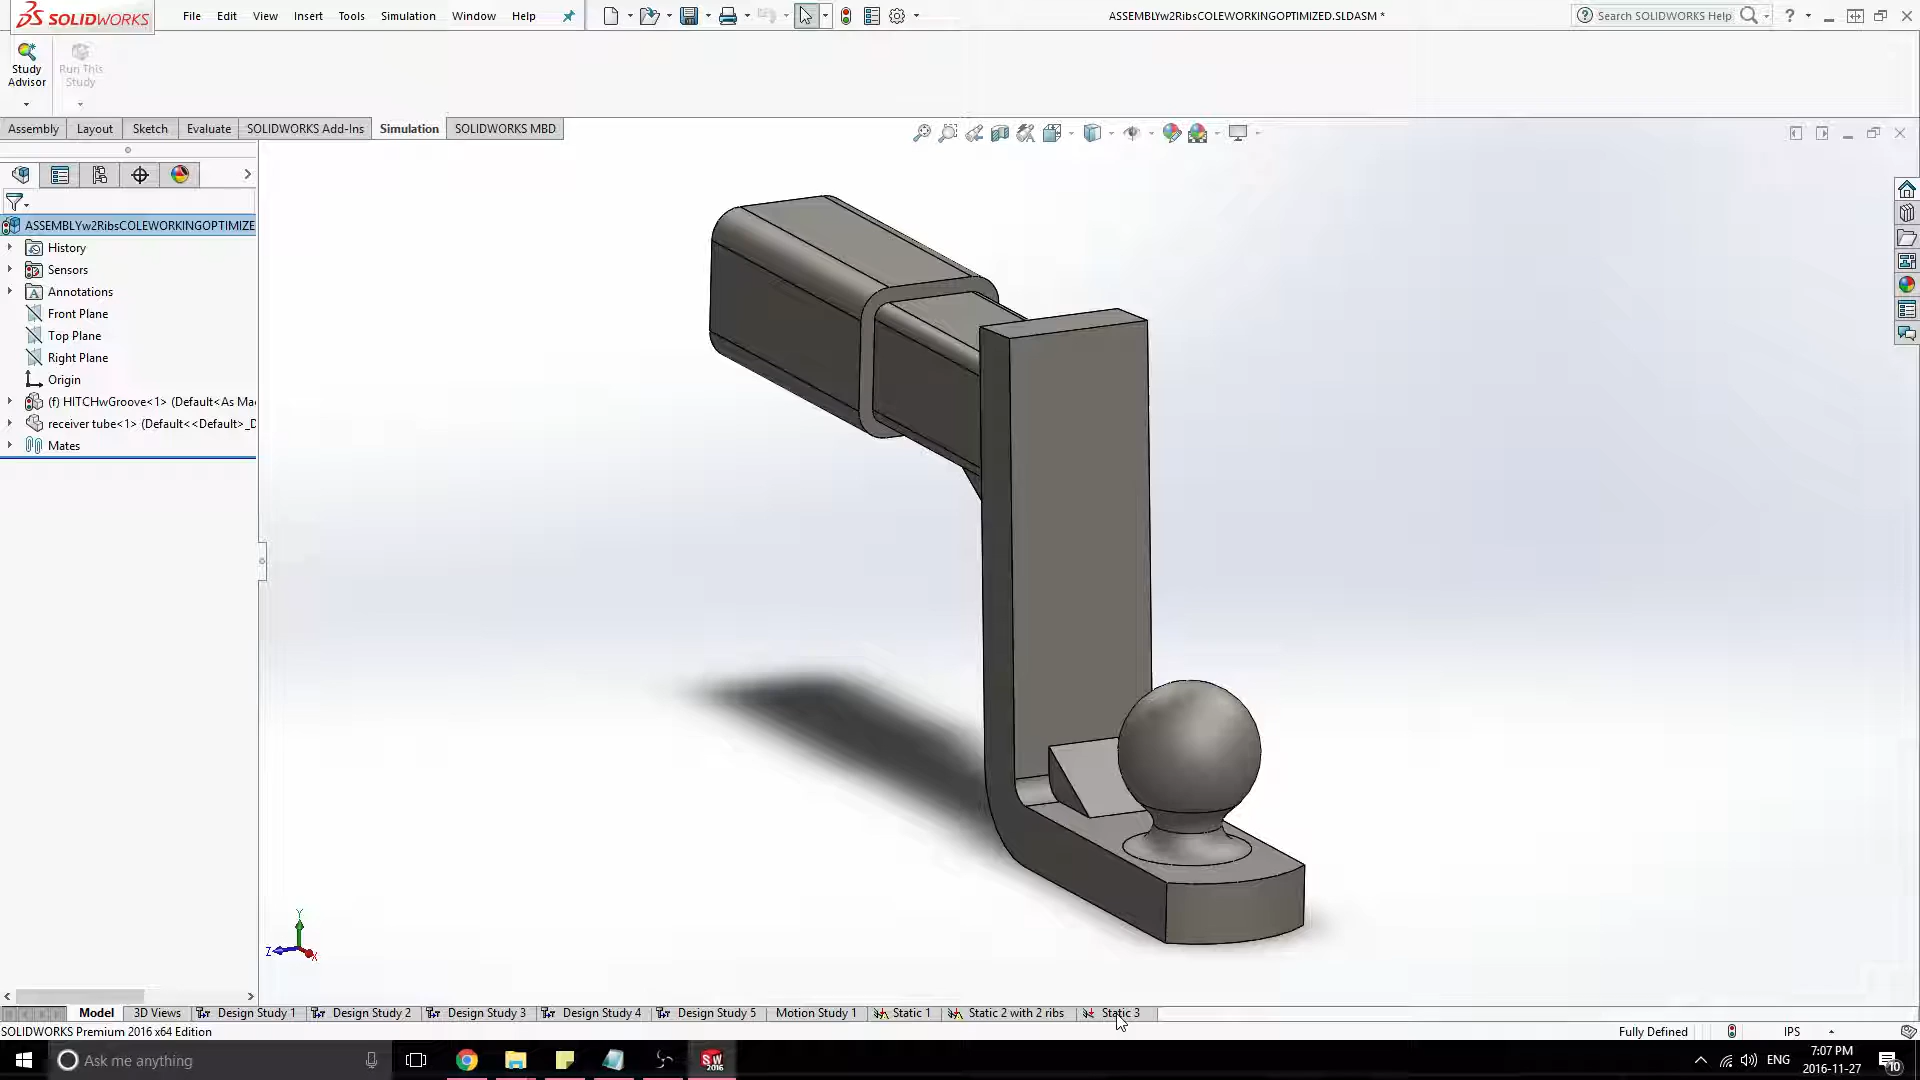 SOLIDWORKS
File Edit View Insert Tools Simulation Window Help
ASSEMBLYw2RibsCOLEWORKINGOPTIMIZED.SLDASM *
Search SOLIDWORKS Help
Study Advisor
Run This Study
Assembly Layout Sketch Evaluate SOLIDWORKS Add-Ins Simulation SOLIDWORKS MBD
ASSEMBLYw2RibsCOLEWORKINGOPTIMIZE
History
Sensors
Annotations
Front Plane
Top Plane
Right Plane
Origin
(f) HITCHwGroove<1> (Default<As Ma
receiver tube<1> (Default<<Default>_D
Mates
Y
Z
X
Model 3D Views Design Study 1 Design Study 2 Design Study 3 Design Study 4 Design Study 5 Motion Study 1 Static 1 Static 2 with 2 ribs Static 3
SOLIDWORKS Premium 2016 x64 Edition
Fully Defined
IPS
Ask me anything
SW 2016
ENG
7:07 PM
2016-11-27
10